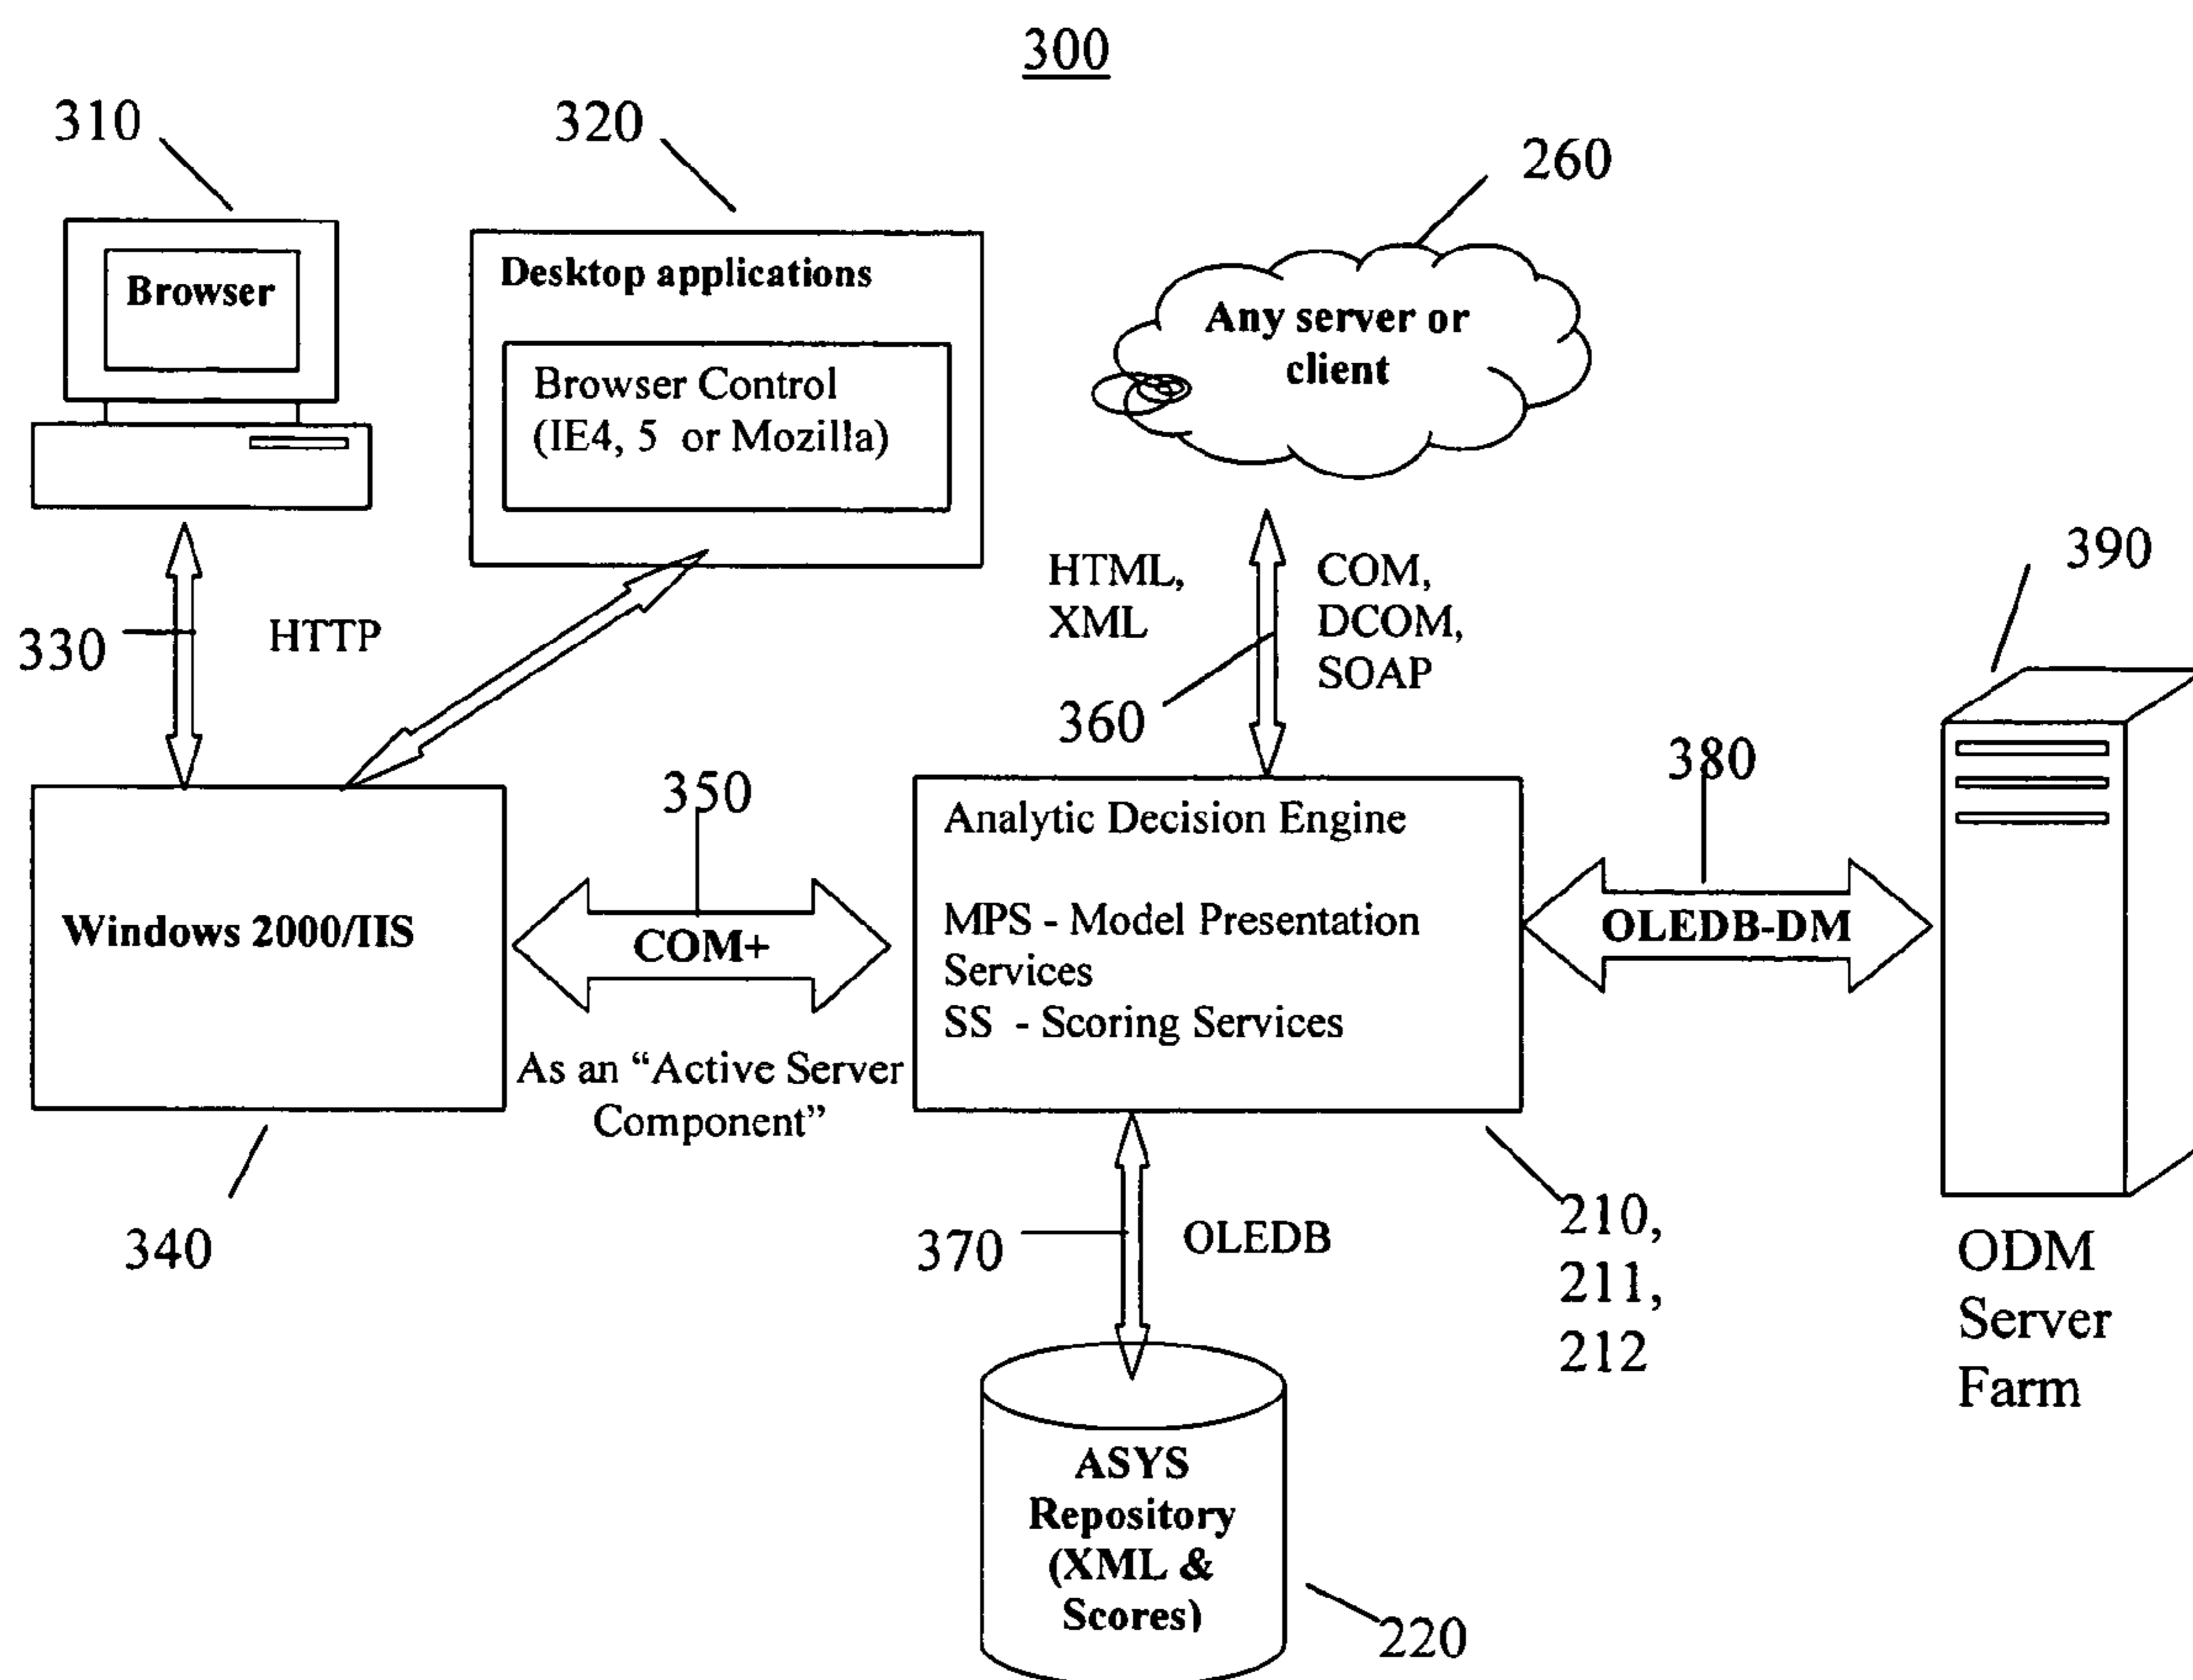 300
310
320
260
Browser
Desktop applications
Browser Control
(IE4, 5 or Mozilla)
Any server or
client
330
HTTP
HTML,
XML
COM,
DCOM,
SOAP
360
390
350
380
Windows 2000/IIS
COM+
As an “Active Server
Component”
Analytic Decision Engine
MPS - Model Presentation
Services
SS - Scoring Services
OLEDB-DM
340
370
OLEDB
210,
211,
212
ODM
Server
Farm
ASYS
Repository
(XML &
Scores)
220